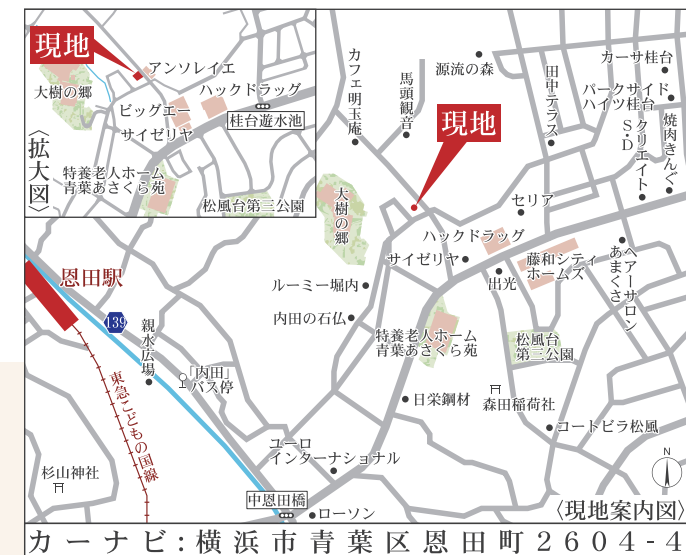 現地
アンソレイエ
大樹の郷
ハックドラッグ
ビッグエー
桂台遊水池
サイゼリヤ
〈拡大図〉
特養老人ホーム
青葉あさくら苑
松風台第三公園
カフェ明玉庵
馬頭観音
源流の森
田中テラス
カーサ桂台
パークサイド
ハイツ桂台
焼肉きんぐ
クリエイト
S・D
現地
大樹の郷
セリア
ハックドラッグ
サイゼリヤ
藤和シティ
ホームズ
出光
ヘアーサロン
あまくさ
恩田駅
ルーミー堀内
139
親水広場
内田の石仏
特養老人ホーム
青葉あさくら苑
松風台
第三公園
「内田」
バス停
東急こどもの国線
日栄鋼材
森田稲荷社
コートビラ松風
ユーロ
インターナショナル
杉山神社
中恩田橋
ローソン
N
〈現地案内図〉
カーナビ:横浜市青葉区恩田町2604-4